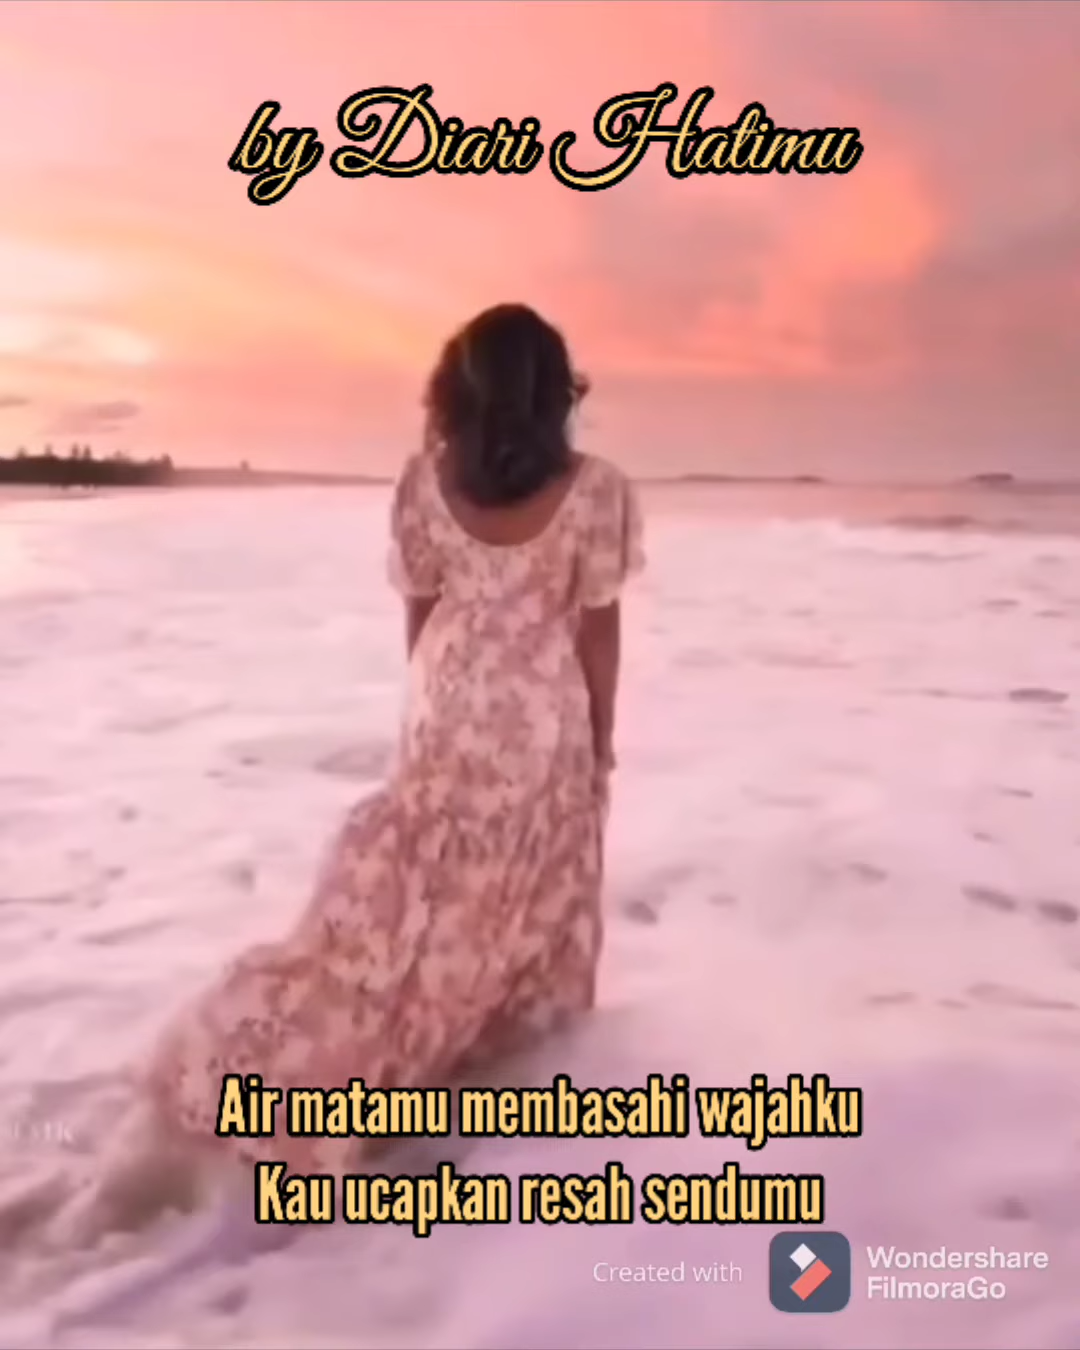 by Diari Hatimu
Air matamu membasahi wajahku
Kau ucapkan resah sendumu
Created with
Wondershare
FilmoraGo